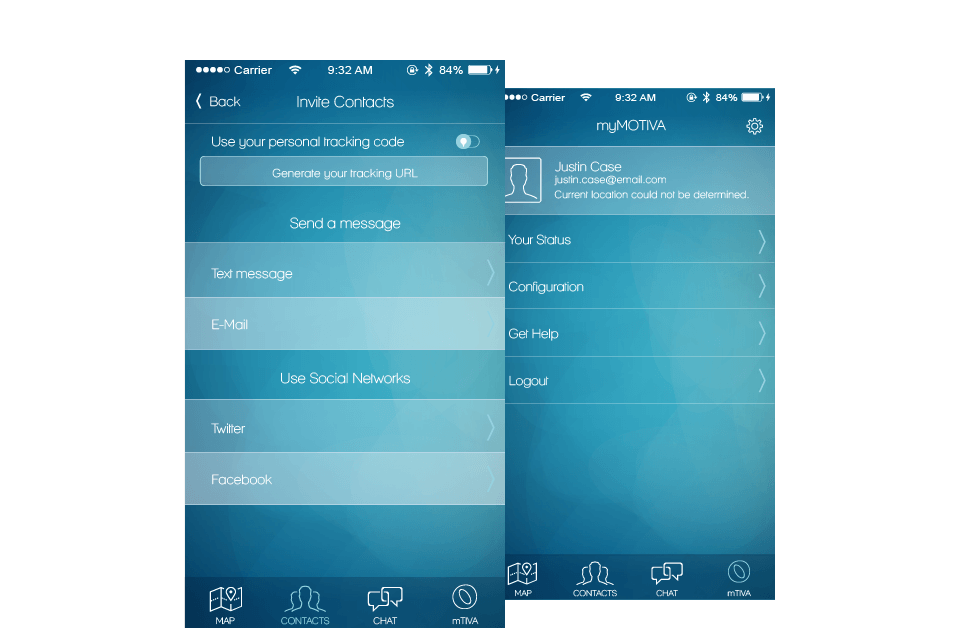 Carrier 9:32 AM 84%
Back Invite Contacts
Use your personal tracking code
Generate your tracking URL
Send a message
Text message
E-Mail
Use Social Networks
Twitter
Facebook
MAP CONTACTS CHAT mTIVA
Carrier 9:32 AM 84%
myMOTIVA
Justin Case
justin.case@email.com
Current location could not be determined.
Your Status
Configuration
Get Help
Logout
MAP CONTACTS CHAT mTIVA